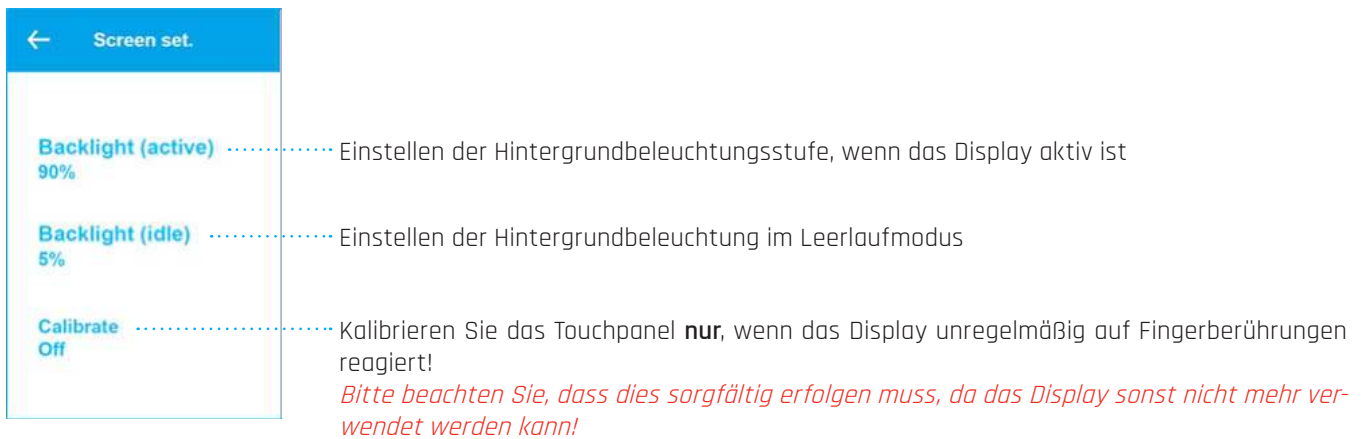 ← Screen set.
Backlight (active) ............ Einstellen der Hintergrundbeleuchtungsstufe, wenn das Display aktiv ist
90%
Backlight (idle) ............ Einstellen der Hintergrundbeleuchtung im Leerlaufmodus
5%
Calibrate ............ Kalibrieren Sie das Touchpanel nur, wenn das Display unregelmäßig auf Fingerberührungen
Off
reagiert!
Bitte beachten Sie, dass dies sorgfältig erfolgen muss, da das Display sonst nicht mehr ver-
wendet werden kann!